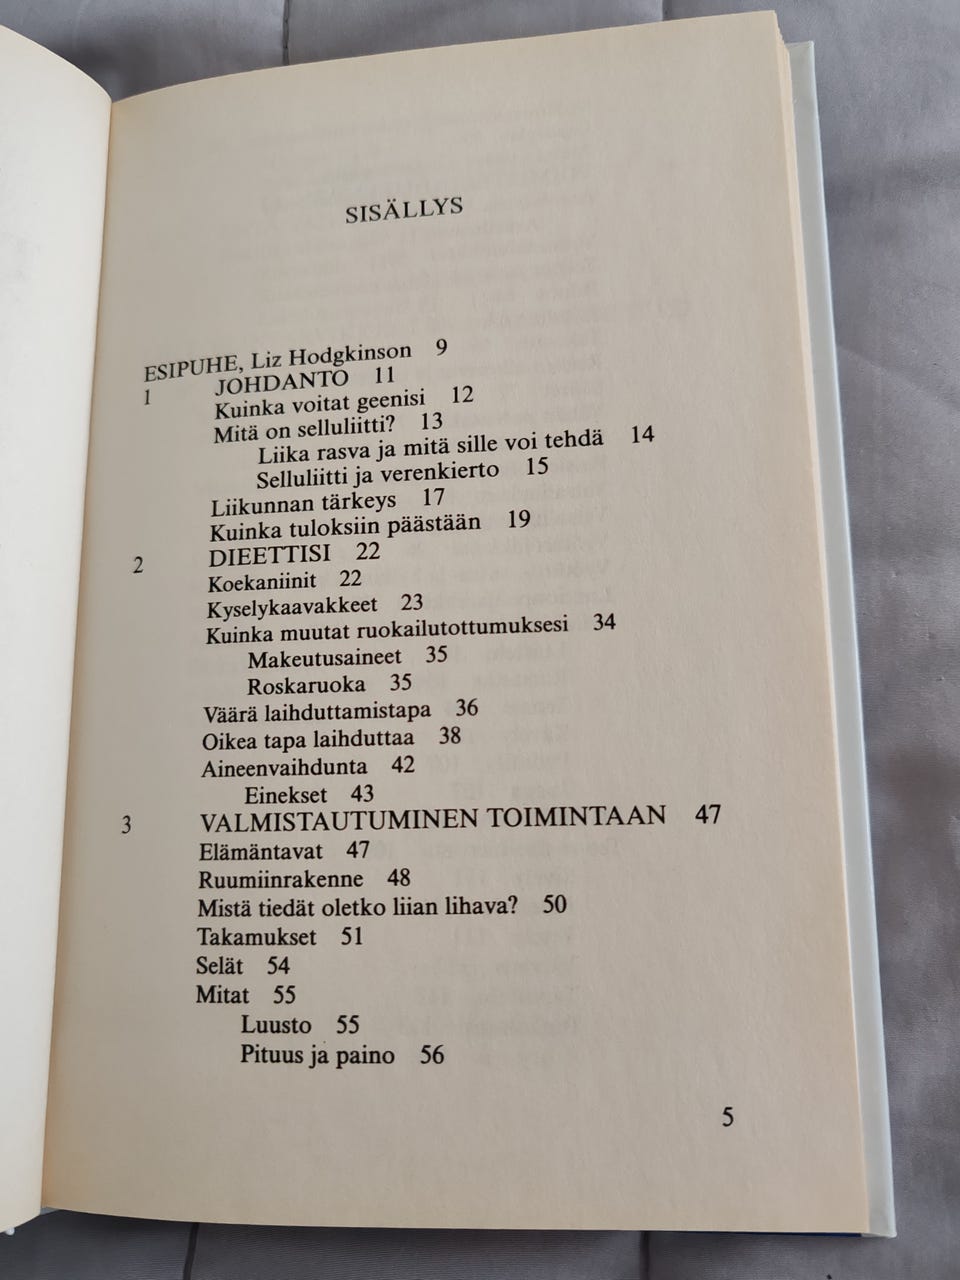 SISÄLLYS
ESIPUHE, Liz Hodgkinson 9
1 JOHDANTO 11
Kuinka voitat geenisi 12
Mitä on selluliitti? 13
Liika rasva ja mitä sille voi tehdä 14
Selluliitti ja verenkierto 15
Liikunnan tärkeys 17
Kuinka tuloksiin päästään 19
2 DIEETTISI 22
Koekaniinit 22
Kyselykaavakkeet 23
Kuinka muutat ruokailutottumuksesi 34
Makeutusaineet 35
Roskaruoka 35
Väärä laihduttamistapa 36
Oikea tapa laihduttaa 38
Aineenvaihdunta 42
Einekset 43
3 VALMISTAUTUMINEN TOIMINTAAN 47
Elämäntavat 47
Ruumiinrakenne 48
Mistä tiedät oletko liian lihava? 50
Takamukset 51
Selät 54
Mitat 55
Luusto 55
Pituus ja paino 56
5